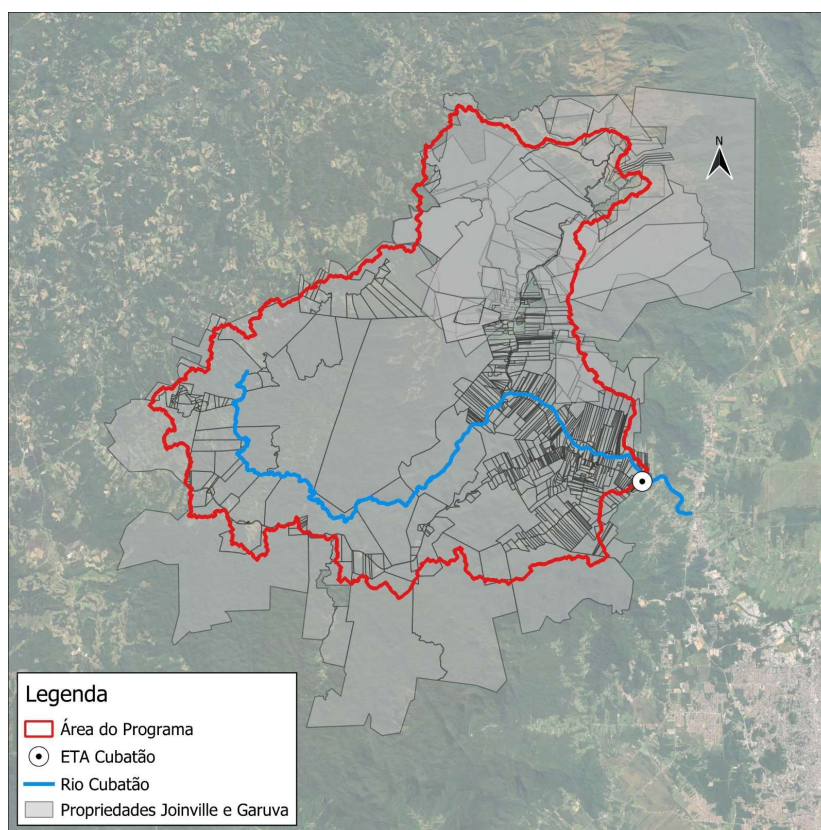 N
Legenda
Área do Programa
ETA Cubatão
Rio Cubatão
Propriedades Joinville e Garuva